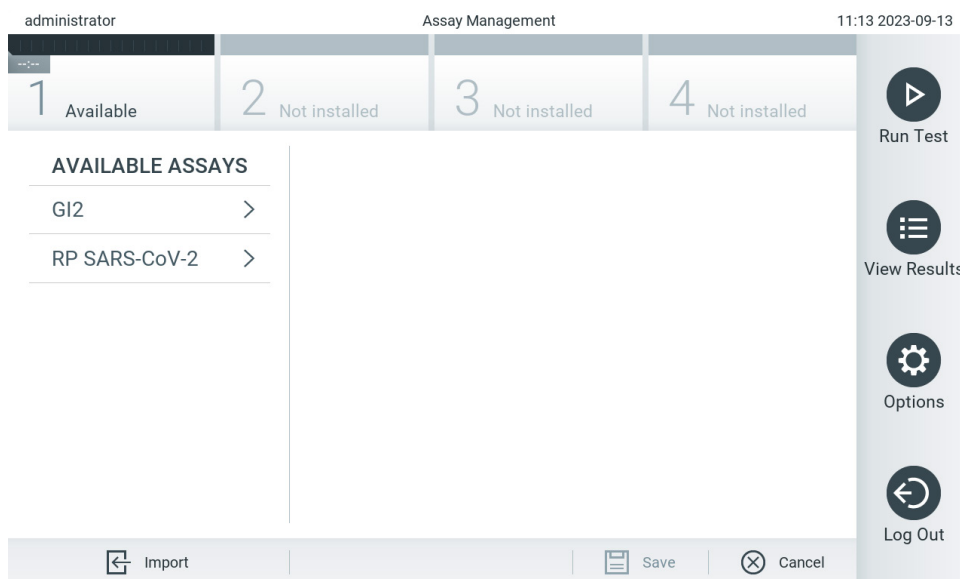 administrator Assay Management 11:13 2023-09-13
--:--
1 Available 2 Not installed 3 Not installed 4 Not installed
Run Test
AVAILABLE ASSAYS
GI2
RP SARS-CoV-2
View Results
Options
Log Out
Import Save Cancel